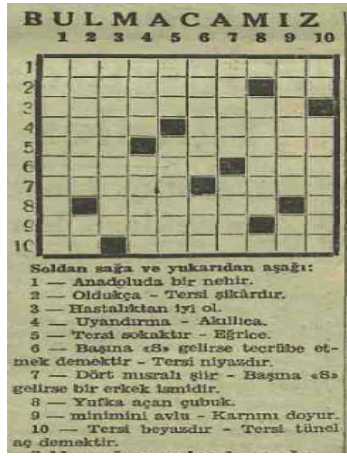 BULMACAMIZ
1 2 3 4 5 6 7 8 9 10
1
2
3
4
5
6
7
8
9
10
Soldan sağa ve yukarıdan aşağı:
1 — Anadoluda bir nehir.
2 — Oldukça - Tersi şikârdır.
3 — Hastalıktan iyi ol.
4 — Uyandırma - Akıllıca.
5 — Tersi sokaktır - Eğrice.
6 — Başına «S» gelirse tecrübe et-
mek demektir - Tersi niyazdır.
7 — Dört mısralı şiir - Başına «S»
gelirse bir erkek ismidir.
8 — Yufka açan çubuk.
9 — minimini avlu - Karnını doyur.
10 — Tersi beyazdır - Tersi tünel
aç demektir.